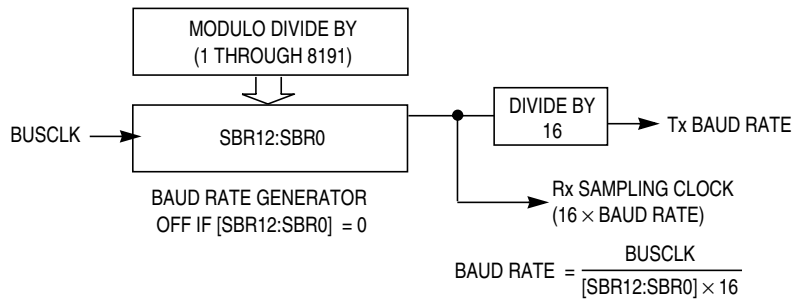 MODULO DIVIDE BY
(1 THROUGH 8191)
BUSCLK
SBR12:SBR0
DIVIDE BY
16
Tx BAUD RATE
BAUD RATE GENERATOR
OFF IF [SBR12:SBR0] = 0
Rx SAMPLING CLOCK
(16 × BAUD RATE)
BAUD RATE =
BUSCLK
[SBR12:SBR0] × 16